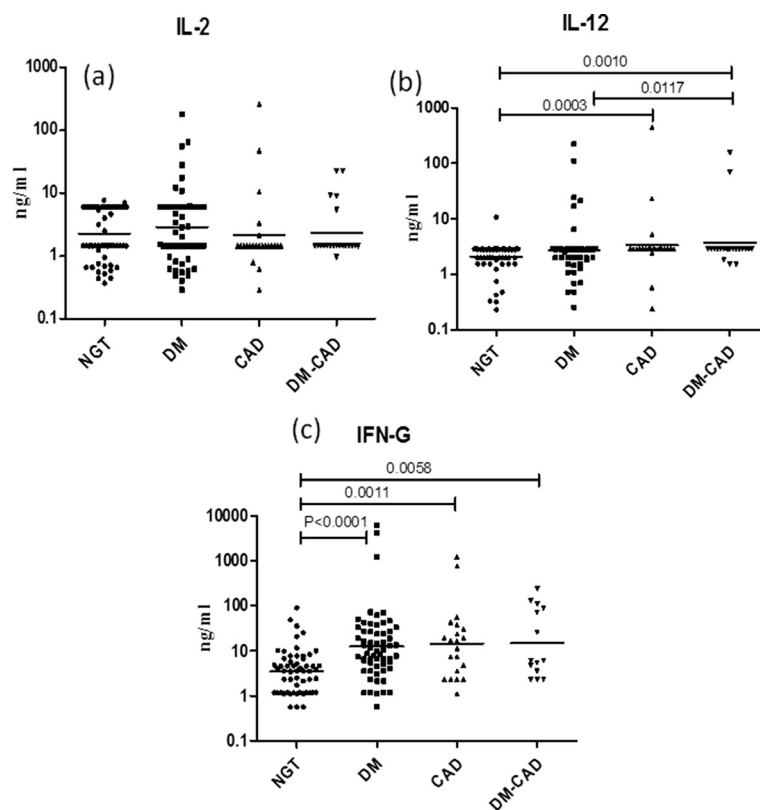 IL-2
(a)
ng/ml
1000
100
10
1
0.1
NGT
DM
CAD
DM-CAD
IL-12
(b)
0.0010
0.0117
0.0003
ng/ml
1000
100
10
1
0.1
NGT
DM
CAD
DM-CAD
(c)
IFN-G
0.0058
0.0011
P<0.0001
ng/ml
10000
1000
100
10
1
0.1
NGT
DM
CAD
DM-CAD